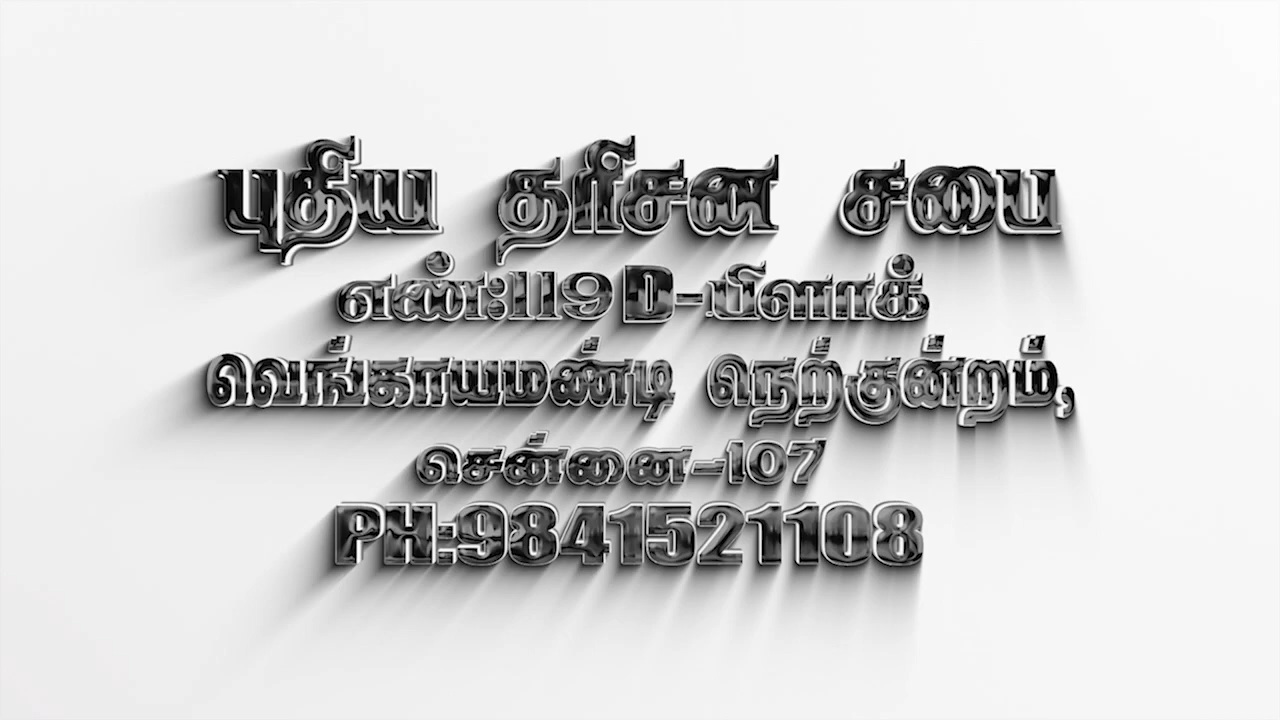 புதிய தரிசன சபை
எண்:119 D-பிளாக்
வெங்காயமண்டி நெற்குன்றம்,
சென்னை-107
PH:9841521108